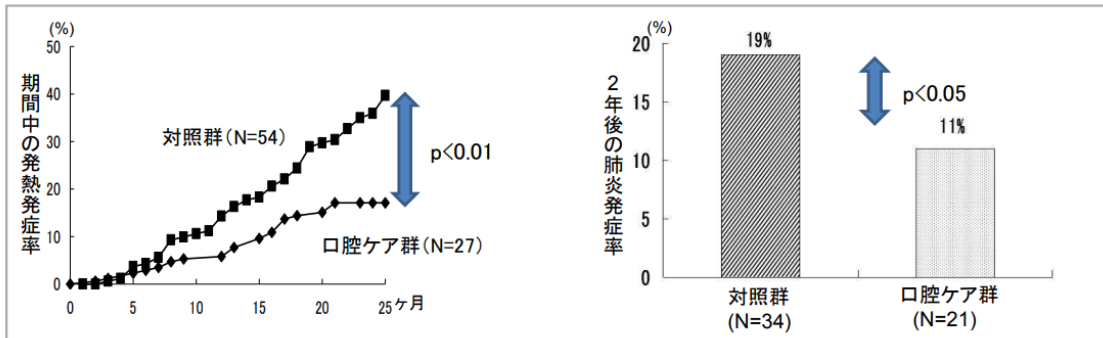 (%)
50
40
30
20
10
0
期間中の発熱発症率
対照群(N=54)
p<0.01
口腔ケア群(N=27)
0 5 10 15 20 25 ヶ月
(%)
20
15
10
5
0
2年後の肺炎発症率
19%
p<0.05
11%
対照群
(N=34)
口腔ケア群
(N=21)